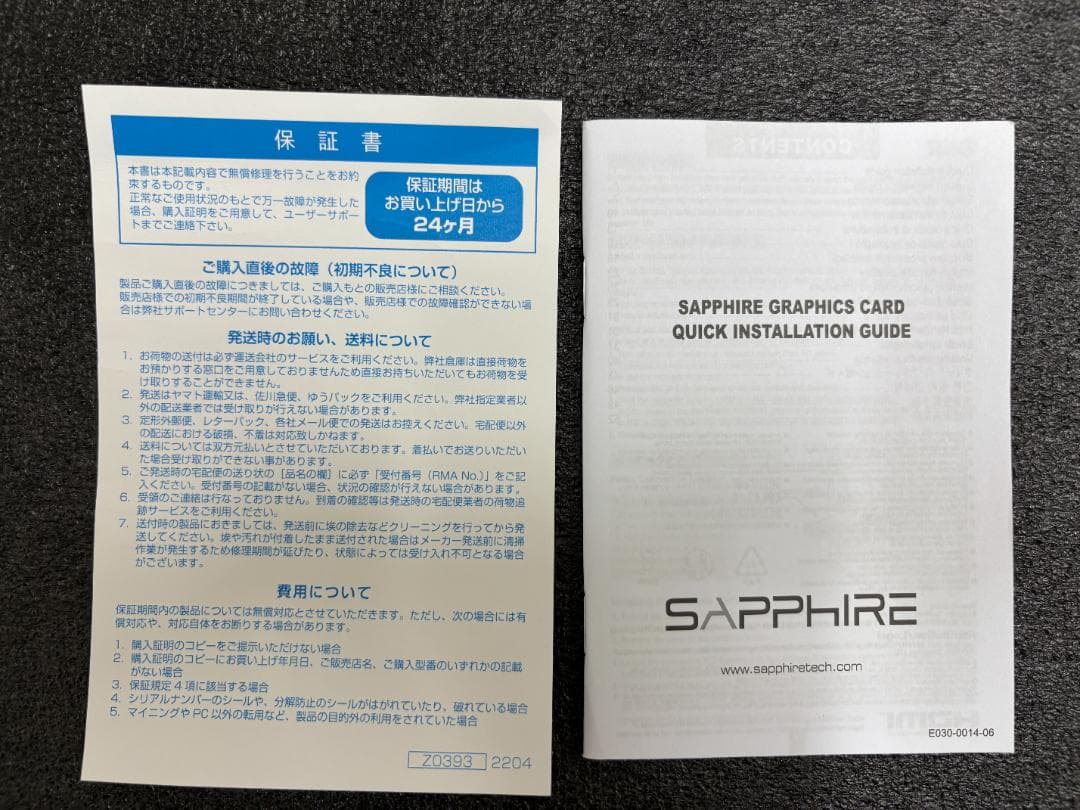 保証書
本書は本記載内容で無償修理を行うことをお約
束するものです。
正常なご使用状況のもとで万一故障が発生した
場合、購入証明をご用意して、ユーザーサポー
トまでご連絡下さい。
保証期間は
お買い上げ日から
24ヶ月
ご購入直後の故障（初期不良について）
製品ご購入直後の故障につきましては、ご購入もとの販売店様にご相談ください。
販売店様での初期不良期間が終了している場合や、販売店様での故障確認ができない場
合は弊社サポートセンターにお問い合わせください。
発送時のお願い、送料について
1. お荷物の送付は必ず運送会社のサービスをご利用ください。弊社倉庫は直接荷物を
お預かりする窓口をご用意しておりませんため直接お持ちいただいてもお荷物を受
け取りすることができません。
2. 発送はヤマト運輸又は、佐川急便、ゆうパックをご利用ください。弊社指定業者以
外の配送業者では受け取りが行えない場合があります。
3. 定形外郵便、レターパック、各社メール便での発送はお控えください。宅配便以外
の配送における破損、不着は対応致しかねます。
4. 送料については双方元払いとさせていただいております。着払いでお送りいただい
た場合受け取りができない事があります。
5. ご発送時の宅配便の送り状の［品名の欄］に必ず「受付番号（RMA No.）」をご記
入ください。受付番号の記載がない場合、状況の確認が行えない場合があります。
6. 受領のご連絡は行なっておりません。到着の確認等は発送時の宅配便業者の荷物追
跡サービスをご利用ください。
7. 送付時の製品におきましては、発送前に埃の除去などクリーニングを行ってから発
送してください。埃や汚れが付着したまま送付された場合はメーカー発送前に清掃
作業が発生するため修理期間が延びたり、状態によっては受け入れ不可となる場合
がございます。
費用について
保証期間内の製品については無償対応とさせていただきます。ただし、次の場合には有
償対応や、対応自体をお断りする場合があります。
1. 購入証明のコピーをご提示いただけない場合
2. 購入証明のコピーにお買い上げ年月日、ご販売店名、ご購入型番のいずれかの記載
がない場合
3. 保証規定4項に該当する場合
4. シリアルナンバーのシールや、分解防止のシールがはがれていたり、破れている場合
5. マイニングやPC以外の転用など、製品の目的外の利用をされていた場合
Z0393 2204
SAPPHIRE GRAPHICS CARD
QUICK INSTALLATION GUIDE
SAPPHIRE
www.sapphiretech.com
E030-0014-06